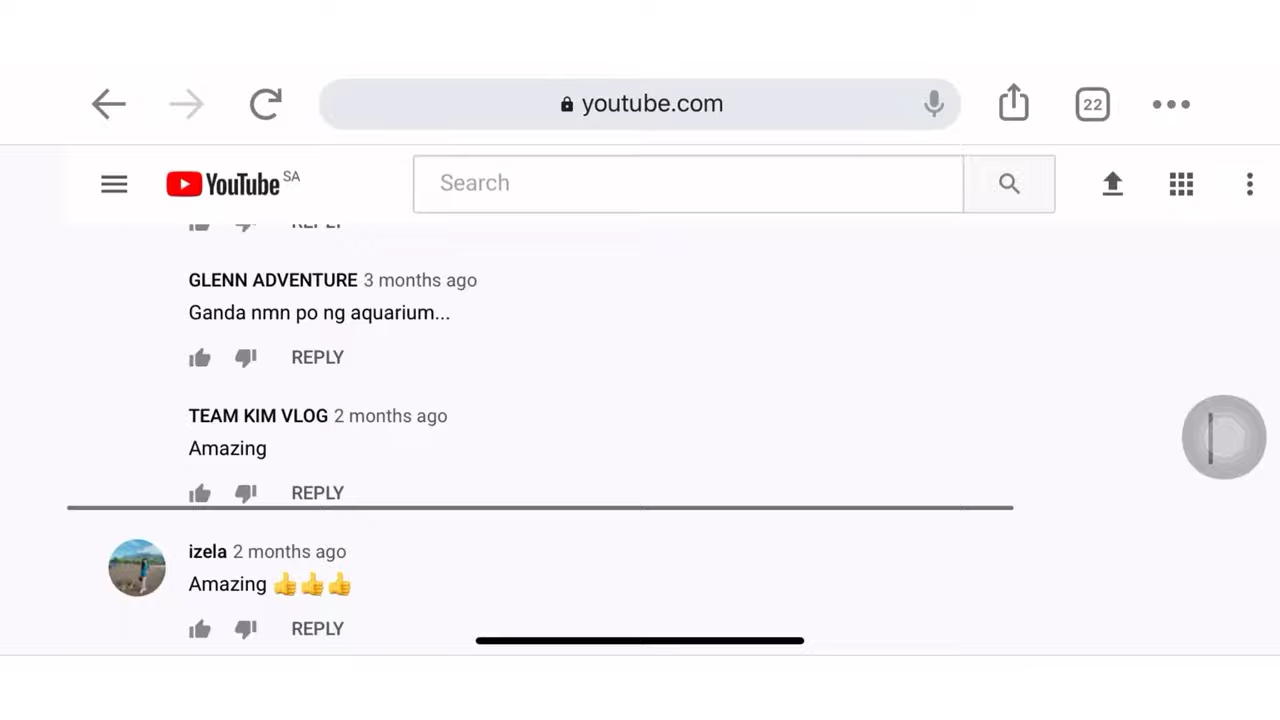 youtube.com
22
YouTube SA
Search
REPLY
GLENN ADVENTURE 3 months ago
Ganda nmn po ng aquarium...
REPLY
TEAM KIM VLOG 2 months ago
Amazing
REPLY
izela 2 months ago
Amazing 👍👍👍
REPLY